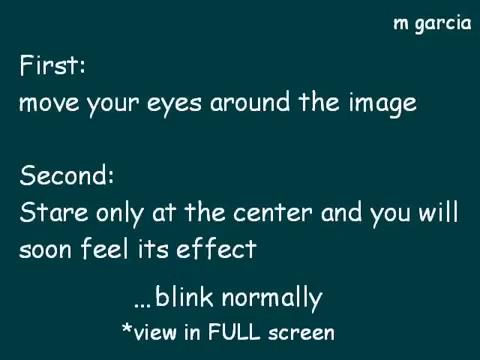 m garcia
First:
move your eyes around the image
Second:
Stare only at the center and you will
soon feel its effect
...blink normally
*view in FULL screen